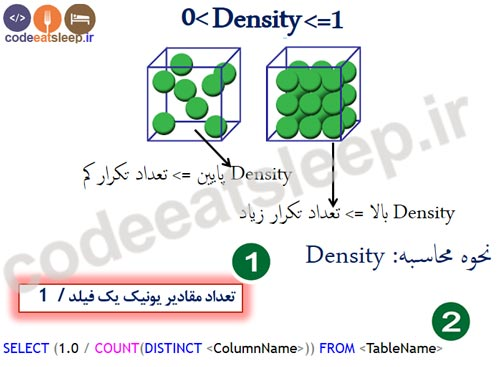 codeeatsleep.ir
0< Density <=1
Density پایین => تعداد تکرار کم
Density بالا => تعداد تکرار زیاد
نحوه محاسبه: Density
1
تعداد مقادیر یونیک یک فیلد / 1
2
SELECT (1.0 / COUNT(DISTINCT <ColumnName>)) FROM <TableName>
codeeatsleep.ir